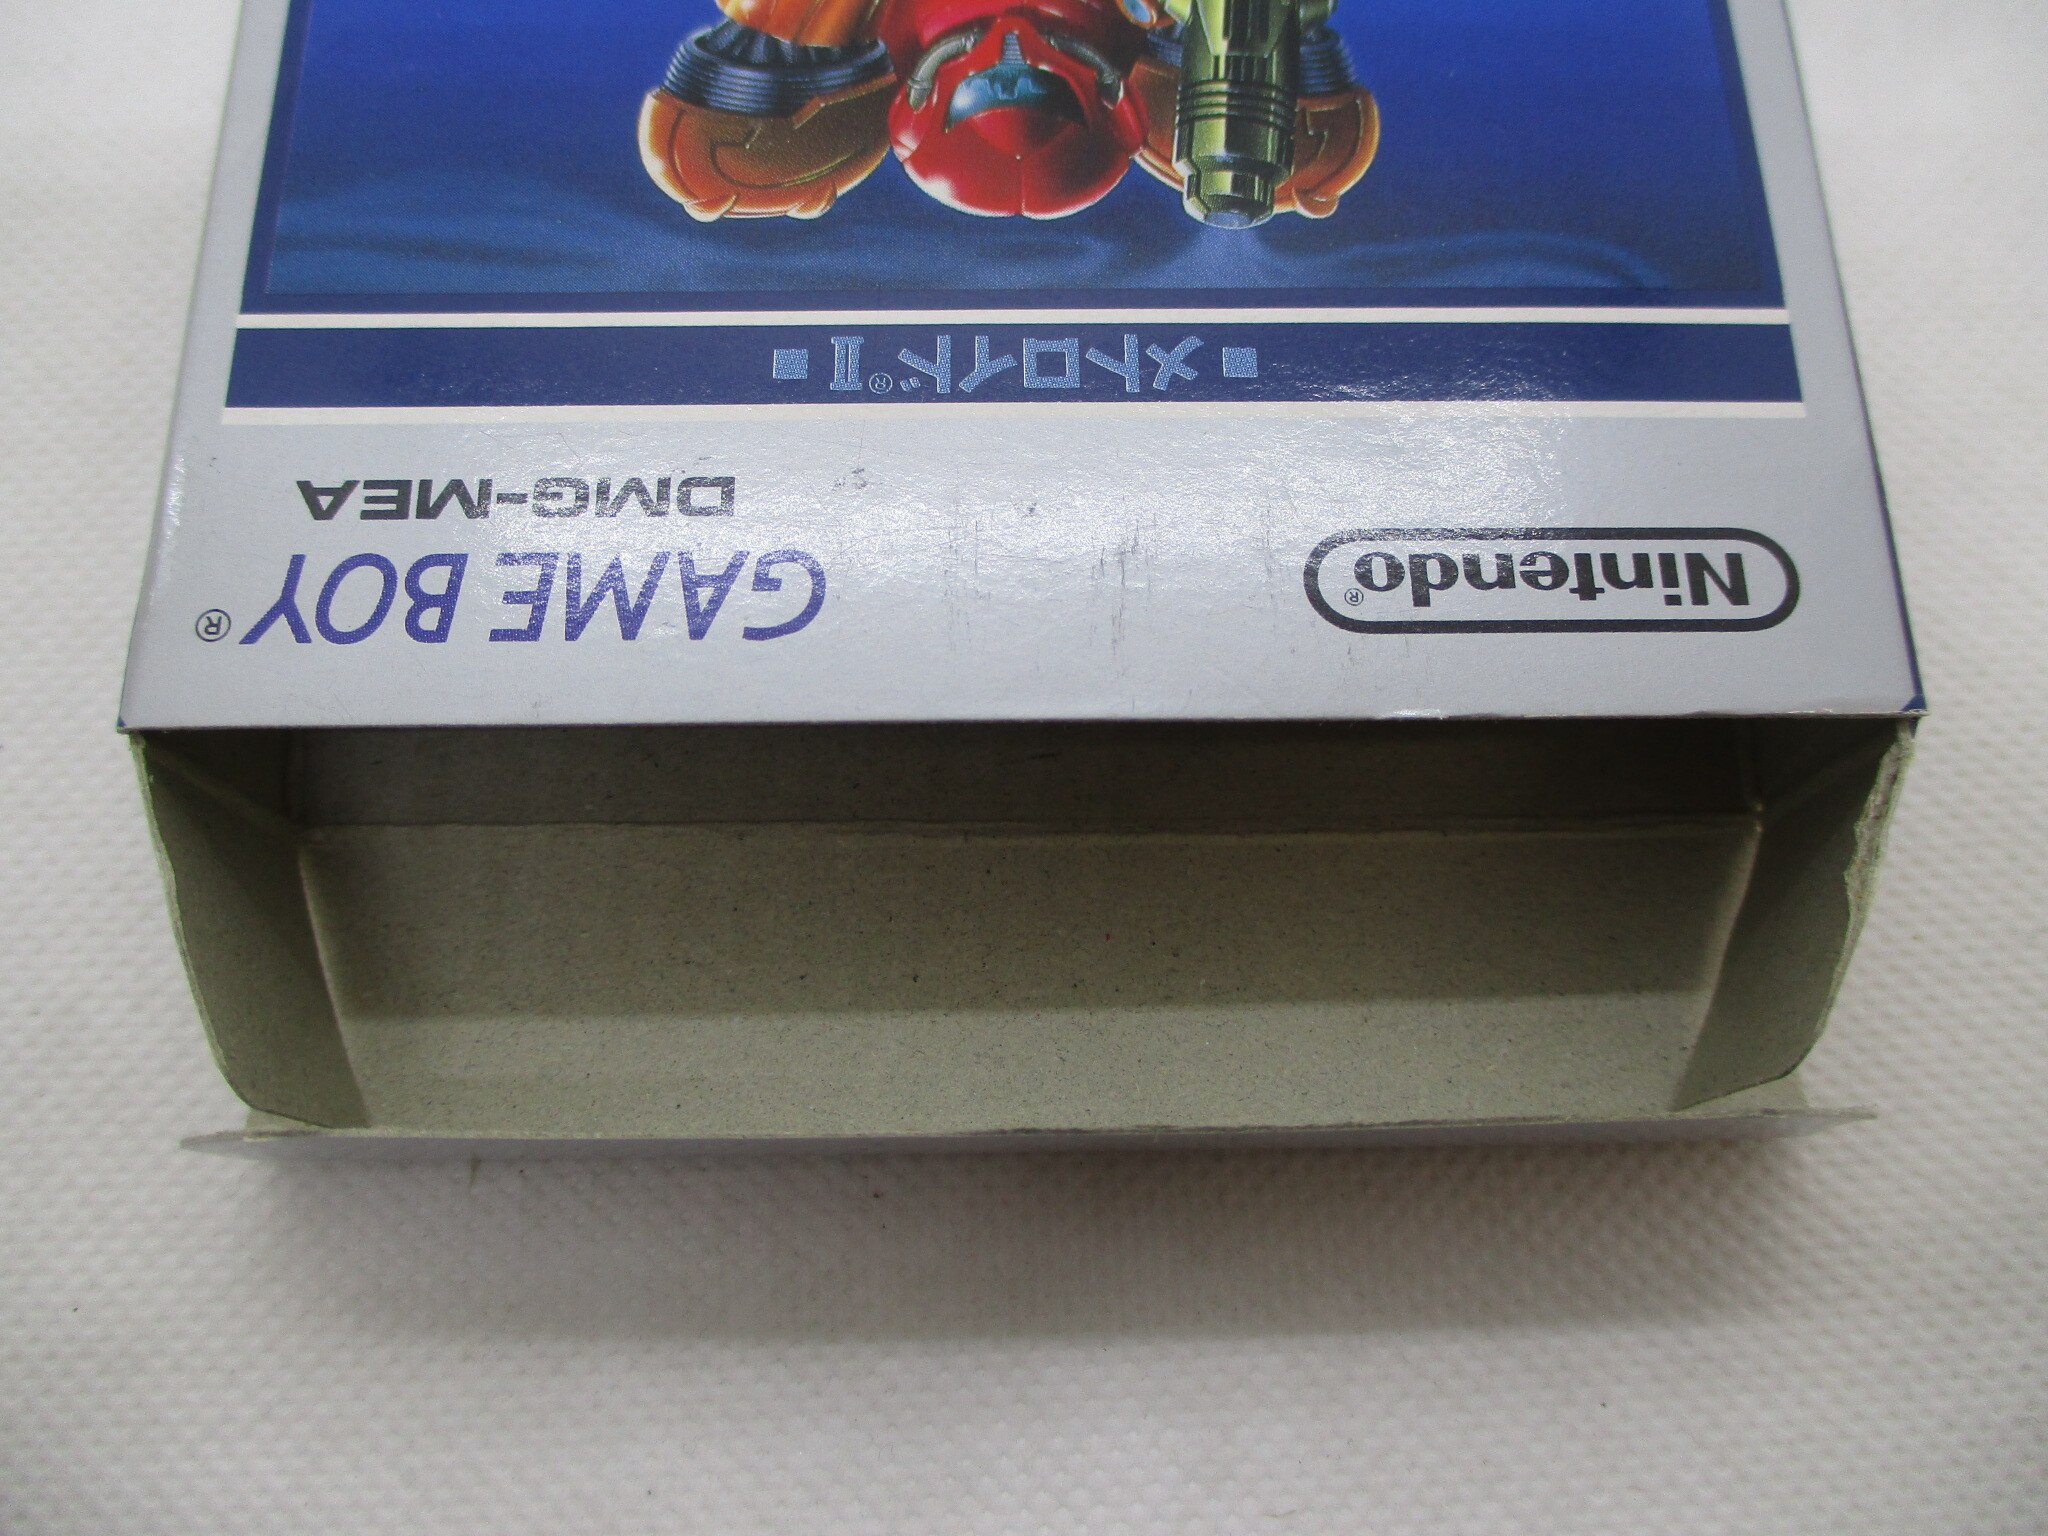 Nintendo®
GAME BOY®
DMG-MEA
■メトロイド®II■